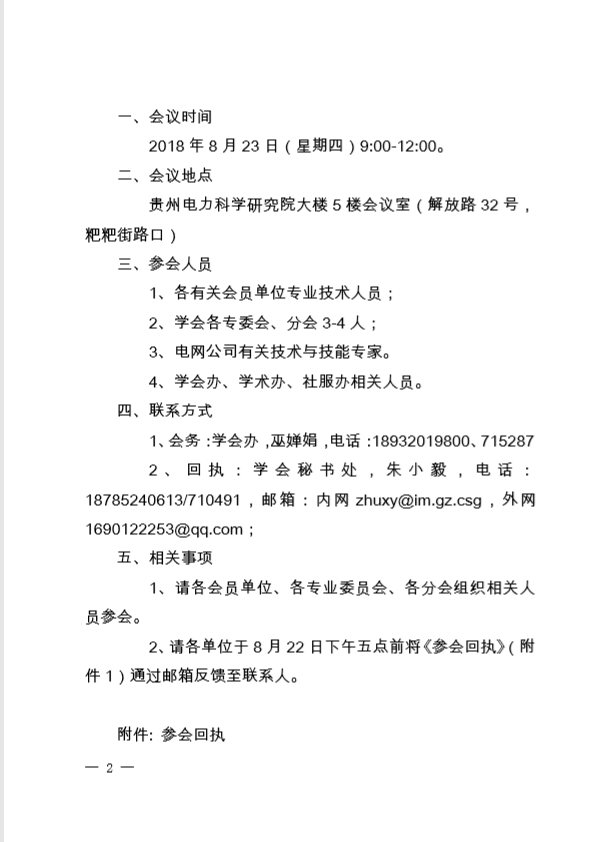 一、会议时间
2018 年 8 月 23 日（星期四）9:00-12:00。
二、会议地点
贵州电力科学研究院大楼 5 楼会议室（解放路 32 号，
粑粑街路口）
三、参会人员
1、各有关会员单位专业技术人员；
2、学会各专委会、分会 3-4 人；
3、电网公司有关技术与技能专家。
4、学会办、学术办、社服办相关人员。
四、联系方式
1、会务：学会办，巫婵娟，电话：18932019800、715287
2、回执：学会秘书处，朱小毅，电话：
18785240613/710491，邮箱：内网 zhuxy@im.gz.csg，外网
1690122253@qq.com；
五、相关事项
1、请各会员单位、各专业委员会、各分会组织相关人
员参会。
2、请各单位于 8 月 22 日下午五点前将《参会回执》（附
件 1）通过邮箱反馈至联系人。
附件: 参会回执
— 2 —